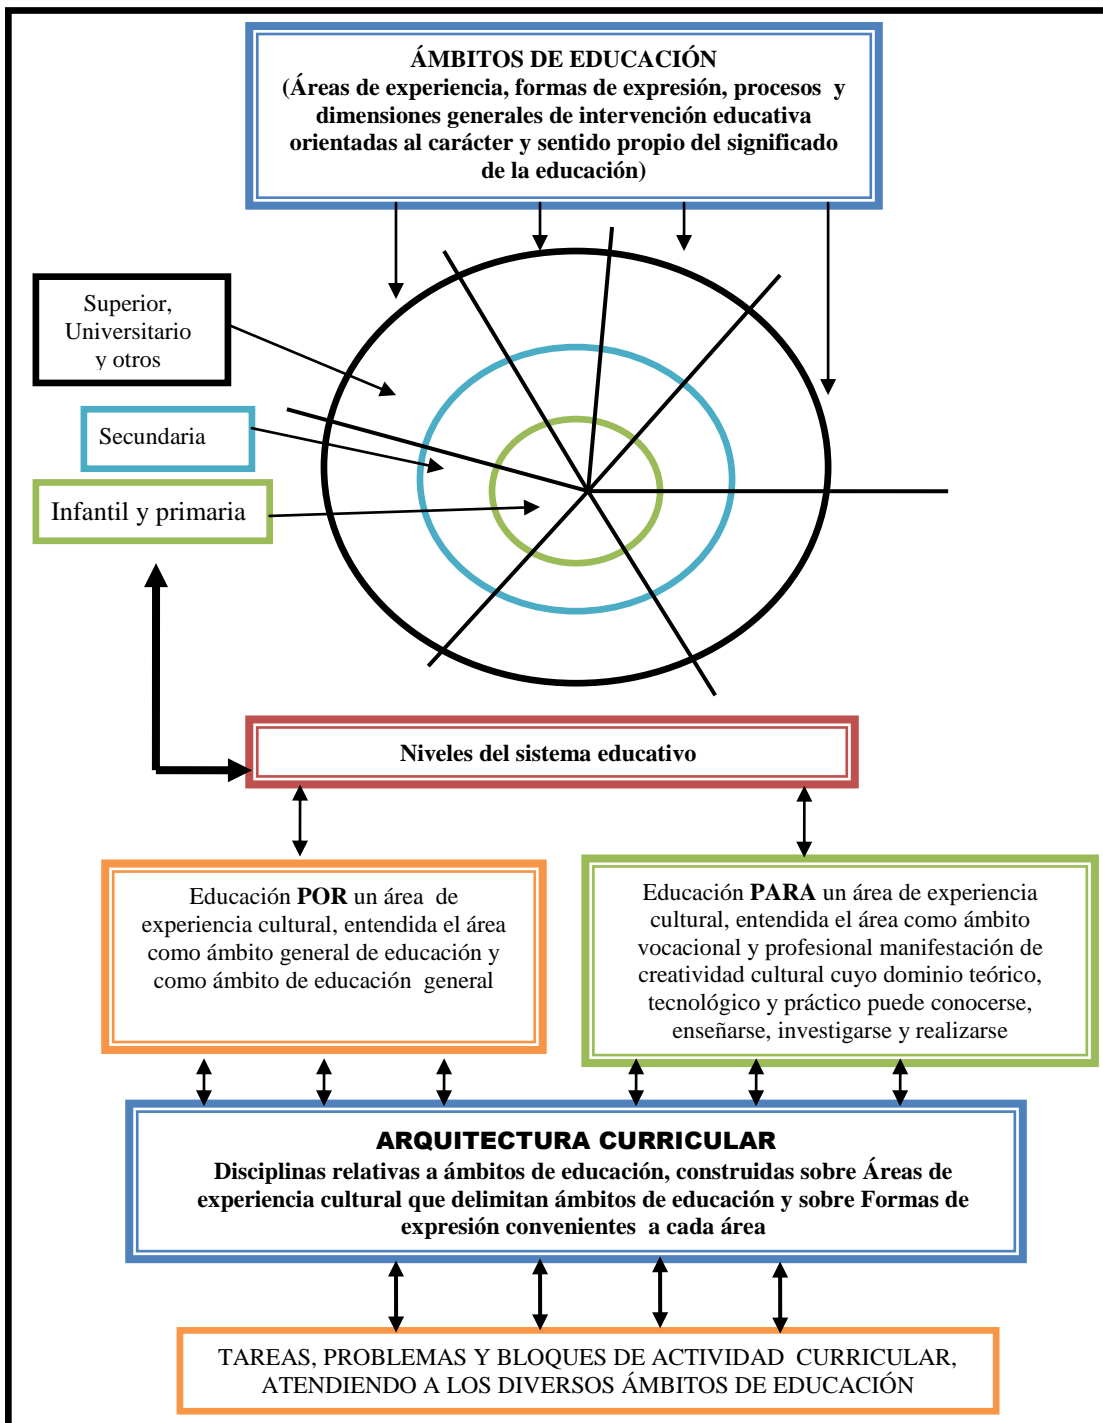 ÁMBITOS DE EDUCACIÓN
(Áreas de experiencia, formas de expresión, procesos y
dimensiones generales de intervención educativa
orientadas al carácter y sentido propio del significado
de la educación)
Superior,
Universitario
y otros
Secundaria
Infantil y primaria
Niveles del sistema educativo
Educación POR un área de
experiencia cultural, entendida el área
como ámbito general de educación y
como ámbito de educación general
Educación PARA un área de experiencia
cultural, entendida el área como ámbito
vocacional y profesional manifestación de
creatividad cultural cuyo dominio teórico,
tecnológico y práctico puede conocerse,
enseñarse, investigarse y realizarse
ARQUITECTURA CURRICULAR
Disciplinas relativas a ámbitos de educación, construidas sobre Áreas de
experiencia cultural que delimitan ámbitos de educación y sobre Formas de
expresión convenientes a cada área
TAREAS, PROBLEMAS Y BLOQUES DE ACTIVIDAD CURRICULAR,
ATENDIENDO A LOS DIVERSOS ÁMBITOS DE EDUCACIÓN